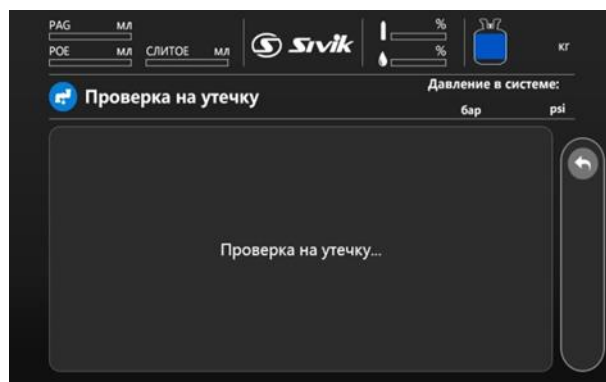 PAG мл
POE мл СЛИТОЕ мл
Sivik
%
%
кг
Проверка на утечку
Давление в системе:
бар psi
Проверка на утечку...